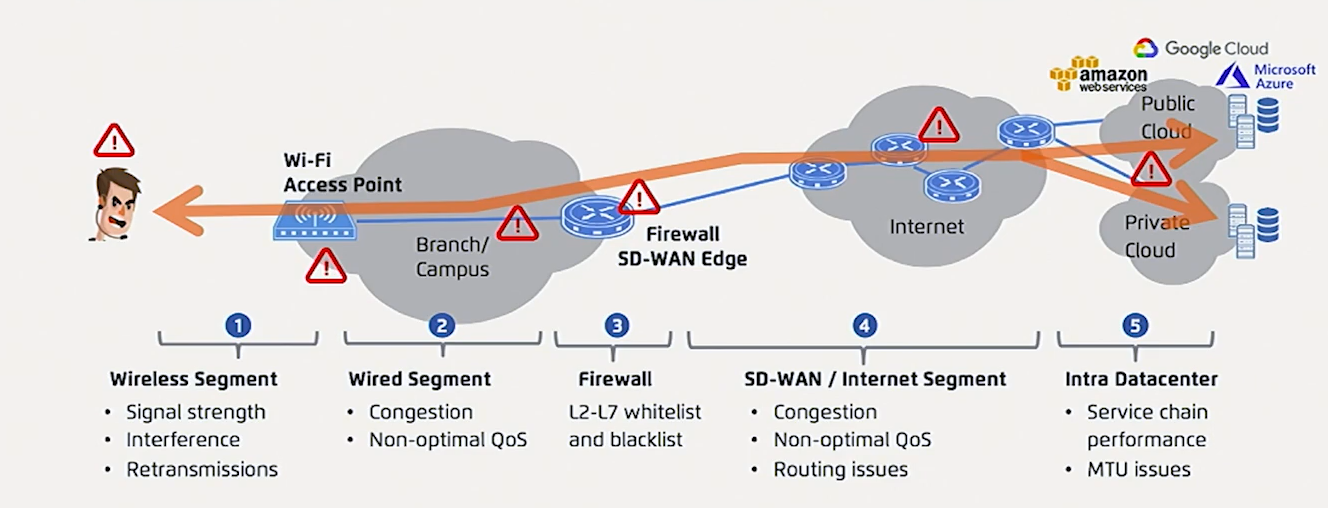 Google Cloud
amazon
web services
Microsoft
Azure
Public
Cloud
Wi-Fi
Access Point
Branch/
Campus
Firewall
SD-WAN Edge
Internet
Private
Cloud
1
2
3
4
5
Wireless Segment
• Signal strength
• Interference
• Retransmissions
Wired Segment
• Congestion
• Non-optimal QoS
Firewall
L2-L7 whitelist
and blacklist
SD-WAN / Internet Segment
• Congestion
• Non-optimal QoS
• Routing issues
Intra Datacenter
• Service chain
performance
• MTU issues